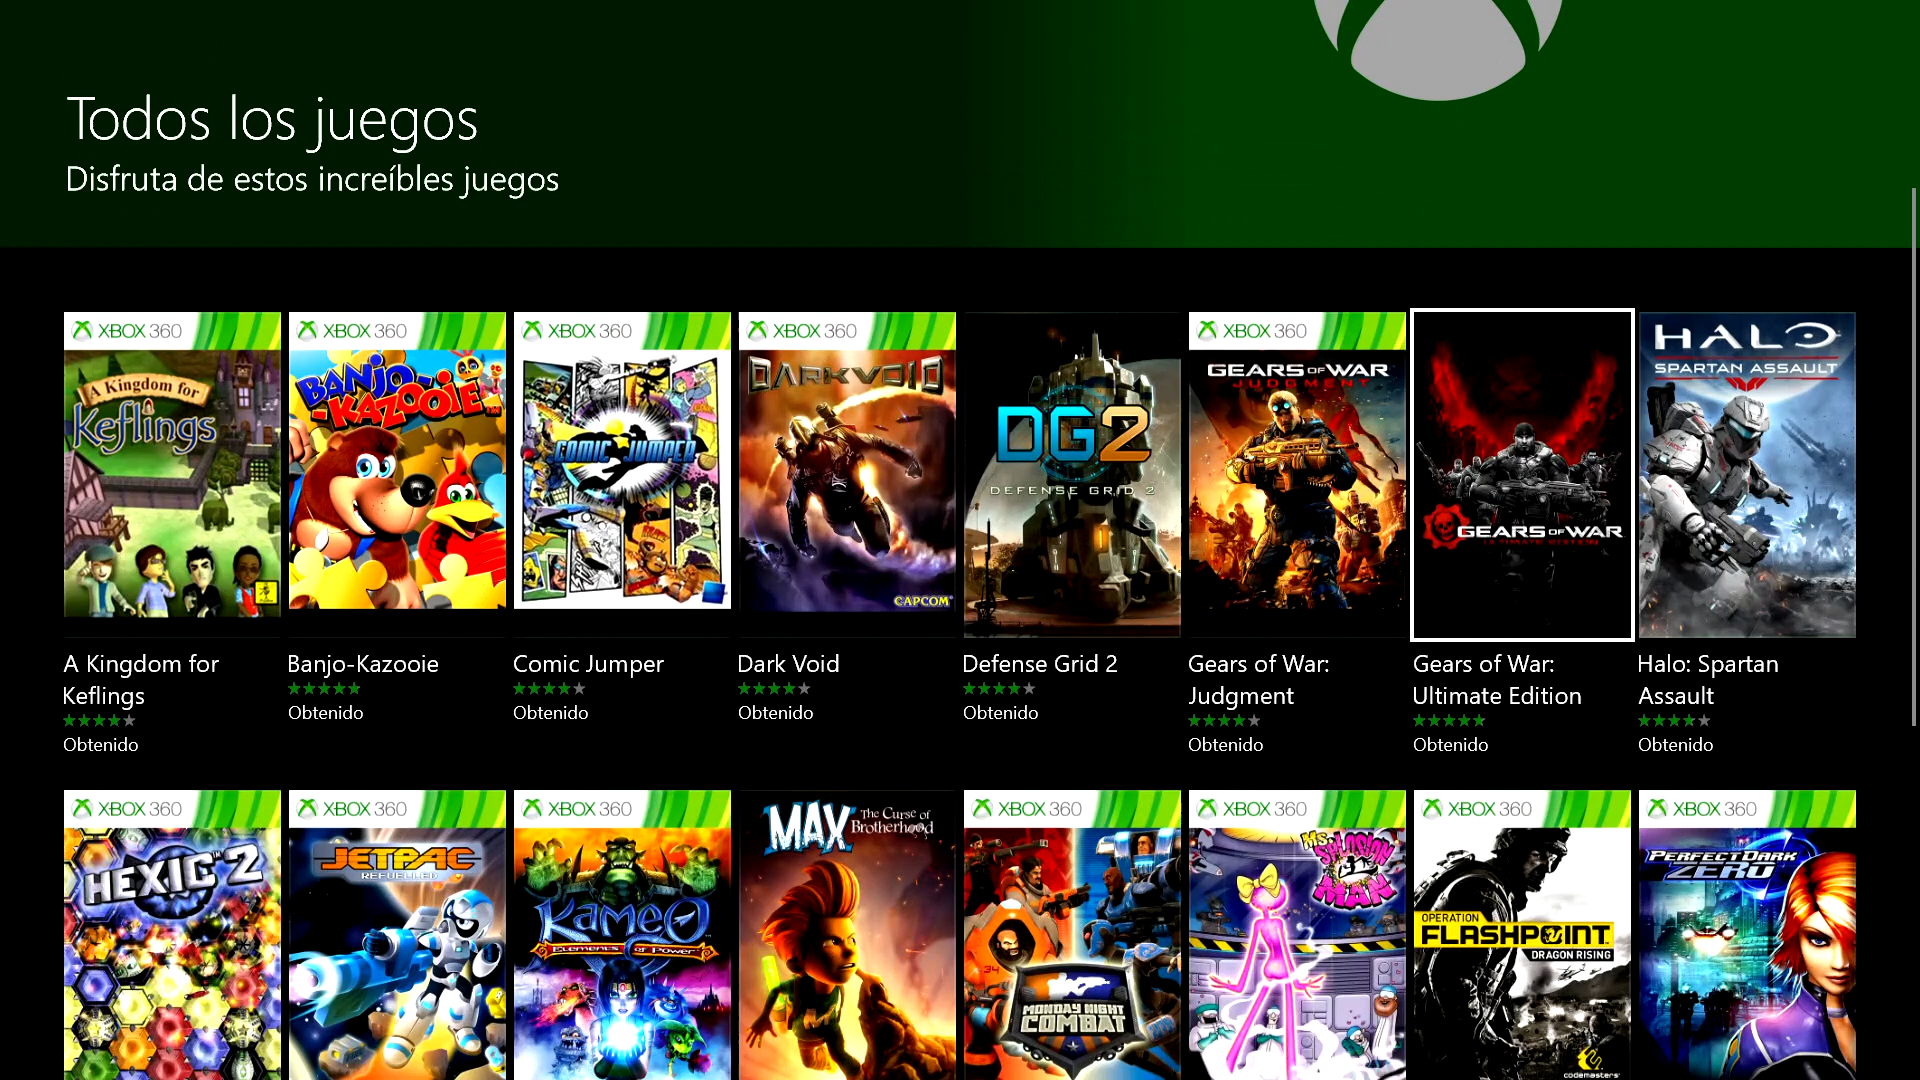 Todos los juegos
Disfruta de estos increíbles juegos
XBOX 360
XBOX 360
XBOX 360
XBOX 360
XBOX 360
A Kingdom for
Keflings
BANJO-
-KAZOOIE
COMIC JUMPER
DARKVOID
CAPCOM
DG2
DEFENSE GRID 2
GEARS OF WAR
JUDGMENT
GEARS OF WAR
ULTIMATE EDITION
HALO
SPARTAN ASSAULT
A Kingdom for
Keflings
Obtenido
Banjo-Kazooie
Obtenido
Comic Jumper
Obtenido
Dark Void
Obtenido
Defense Grid 2
Obtenido
Gears of War:
Judgment
Obtenido
Gears of War:
Ultimate Edition
Obtenido
Halo: Spartan
Assault
Obtenido
XBOX 360
XBOX 360
XBOX 360
XBOX 360
XBOX 360
XBOX 360
XBOX 360
HEXIC 2
JETPAC
REFUELLED
KAMEO
Elements of Power
MAX The Curse of
Brotherhood
34
MONDAY NIGHT
COMBAT
Ms.
SPLOSION
MAN
OPERATION
FLASHPOINT
DRAGON RISING
codemasters
PERFECT DARK
ZERO